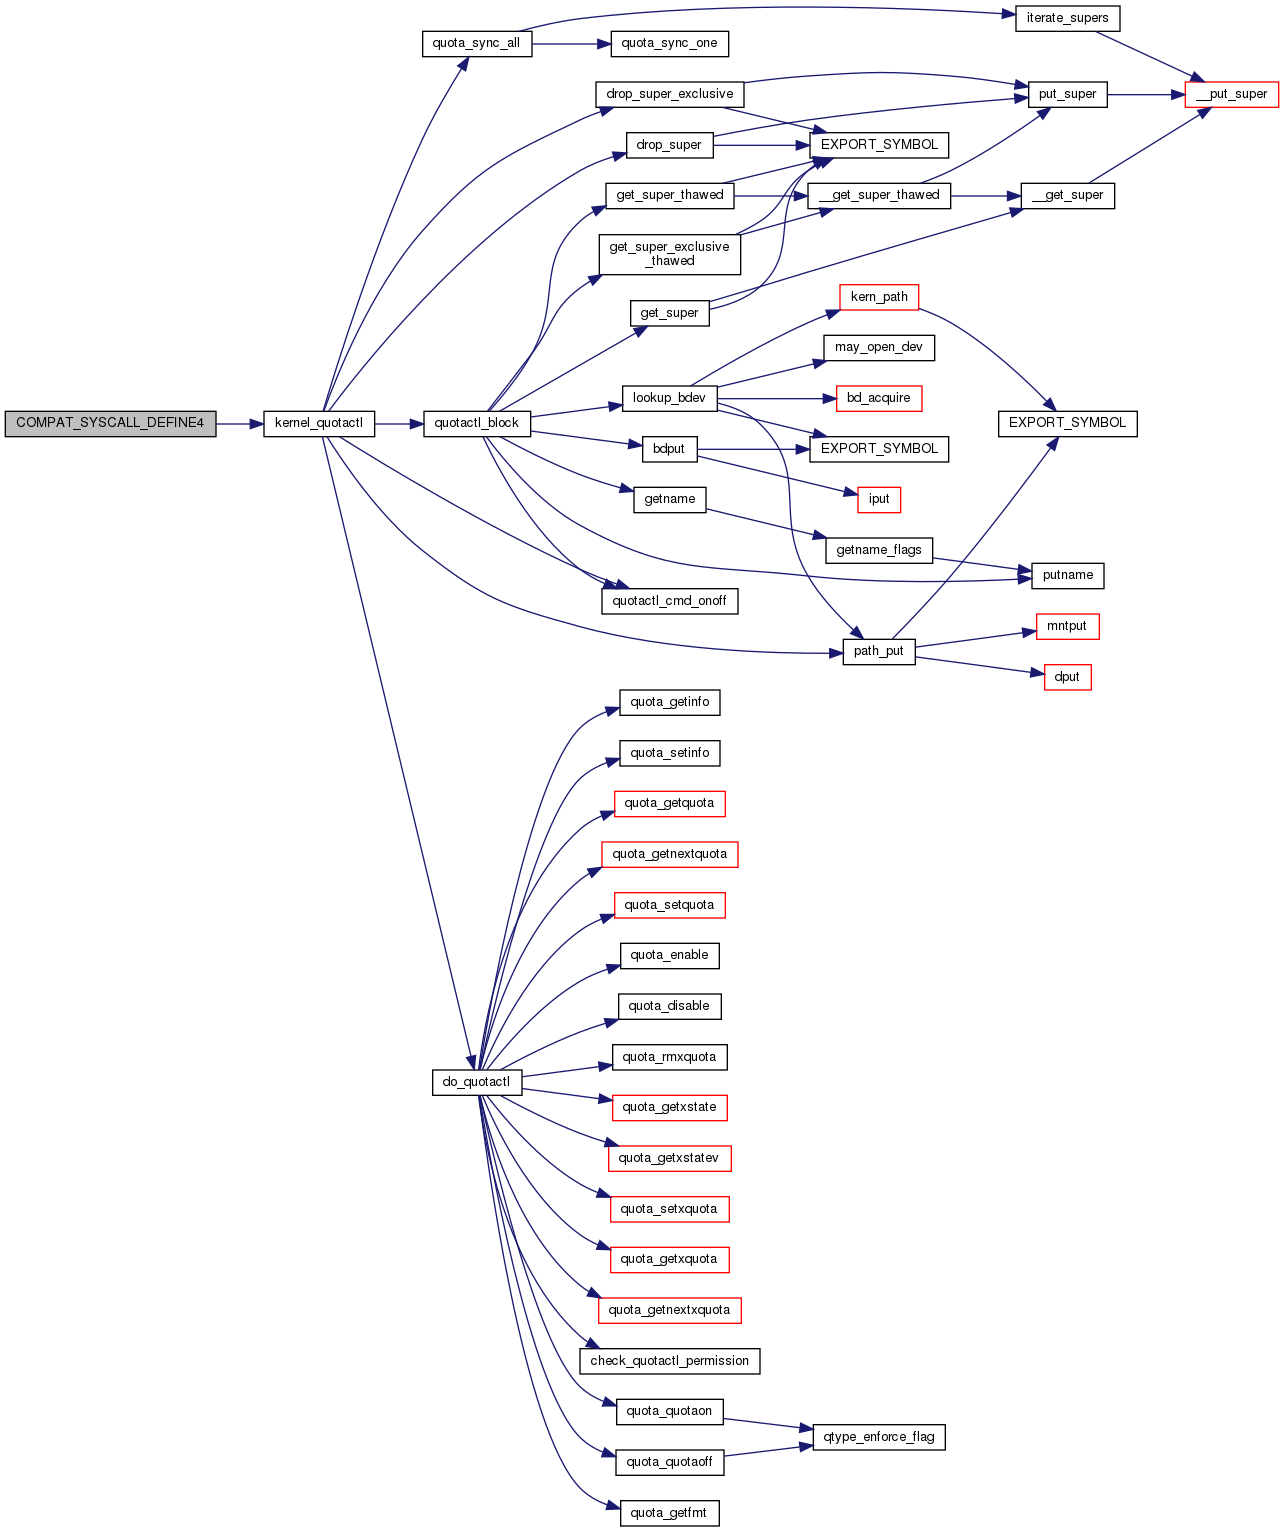 iterate_supers
quota_sync_all
quota_sync_one
drop_super_exclusive
put_super
__put_super
drop_super
EXPORT_SYMBOL
get_super_thawed
__get_super_thawed
__get_super
get_super_exclusive
_thawed
get_super
kern_path
may_open_dev
lookup_bdev
bd_acquire
COMPAT_SYSCALL_DEFINE4
kernel_quotactl
quotactl_block
EXPORT_SYMBOL
bdput
EXPORT_SYMBOL
getname
iput
getname_flags
putname
quotactl_cmd_onoff
mntput
path_put
dput
quota_getinfo
quota_setinfo
quota_getquota
quota_getnextquota
quota_setquota
quota_enable
quota_disable
quota_rmxquota
do_quotactl
quota_getxstate
quota_getxstatev
quota_setxquota
quota_getxquota
quota_getnextxquota
check_quotactl_permission
quota_quotaon
qtype_enforce_flag
quota_quotaoff
quota_getfmt